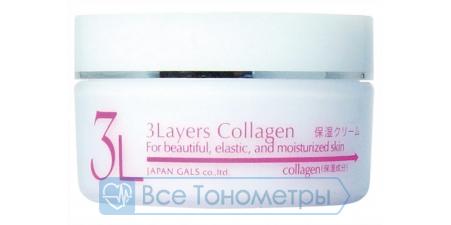 3L
3Layers Collagen 保湿クリーム
For beautiful, elastic, and moisturized skin
JAPAN GALS co.,ltd. collagen(保湿成分)
Все Тонометры